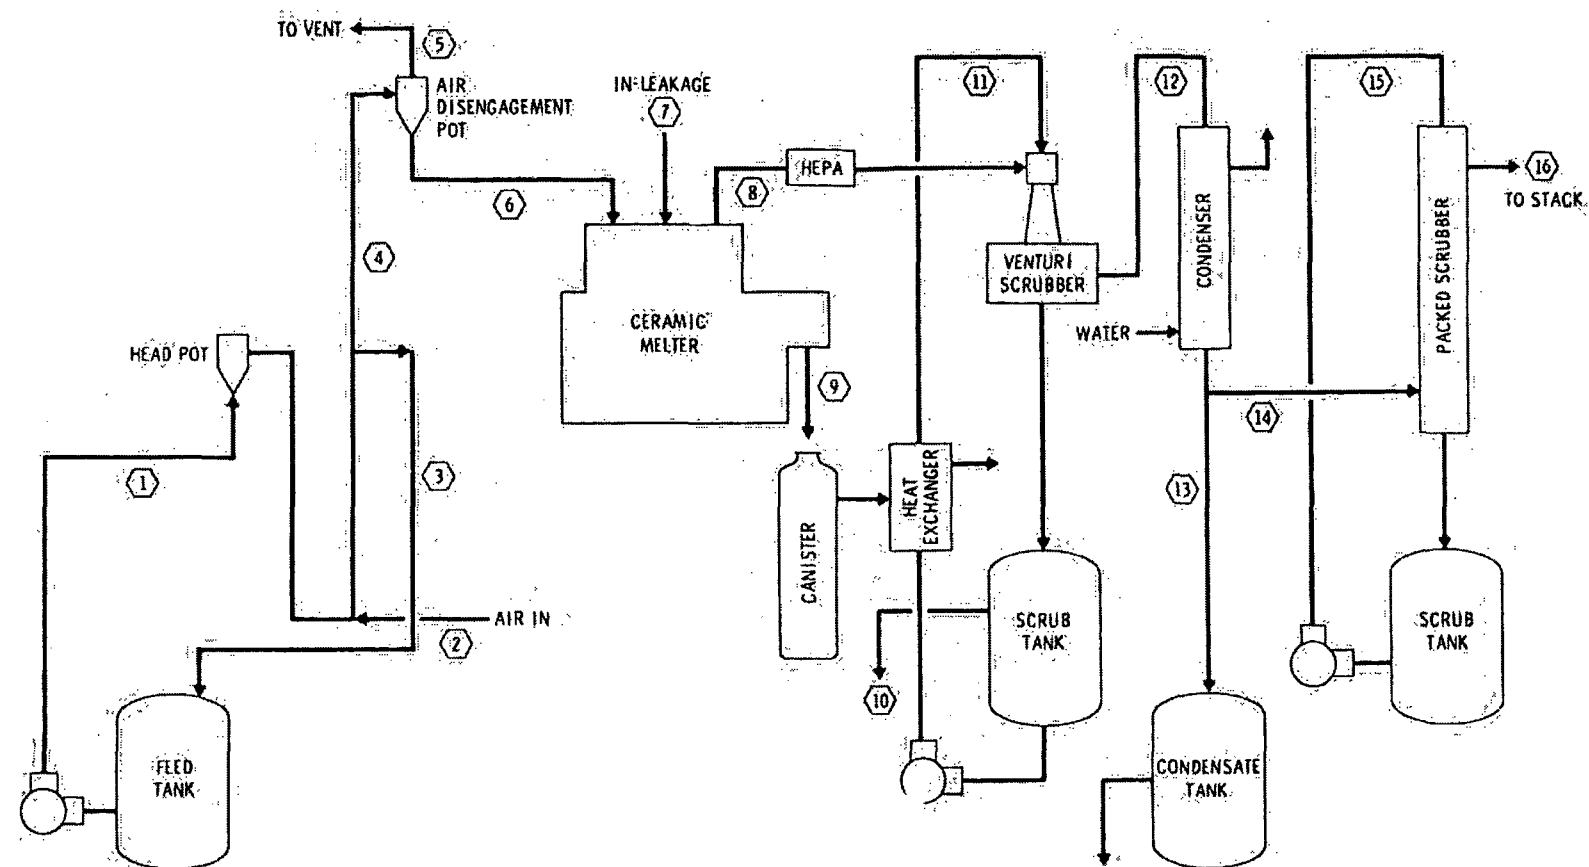 TO VENT
5
AIR
DISENGAGEMENT
POT
IN-LEAKAGE
7
11
12
15
HEPA
8
6
16
TO STACK
4
VENTURI
SCRUBBER
CONDENSER
PACKED SCRUBBER
CERAMIC
MELTER
WATER
HEAD POT
9
14
1
3
HEAT
EXCHANGER
13
CANISTER
AIR IN
2
SCRUB
TANK
SCRUB
TANK
10
FEED
TANK
CONDENSATE
TANK